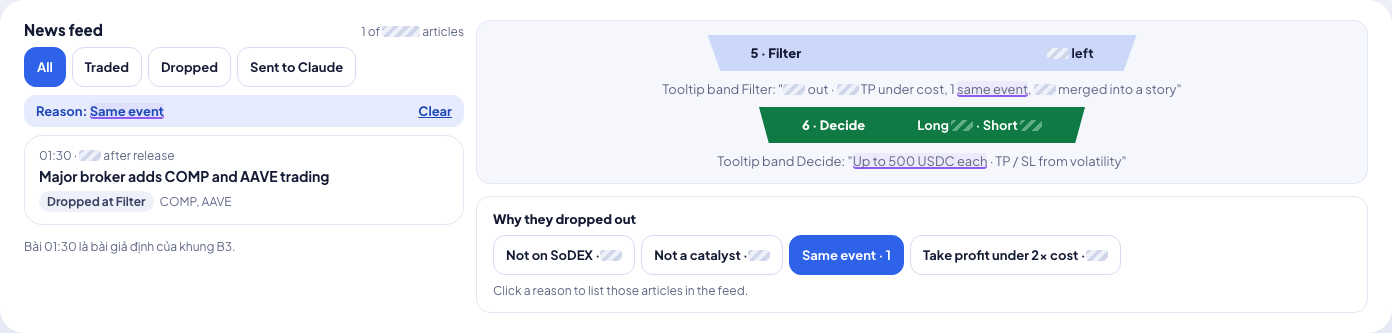 News feed
1 of articles
All
Traded
Dropped
Sent to Claude
Reason: Same event
Clear
01:30 · after release
Major broker adds COMP and AAVE trading
Dropped at Filter
COMP, AAVE
Bài 01:30 là bài giả định của khung B3.
5 · Filter
left
Tooltip band Filter: " out · TP under cost, 1 same event, merged into a story"
6 · Decide
Long · Short
Tooltip band Decide: "Up to 500 USDC each · TP / SL from volatility"
Why they dropped out
Not on SoDEX ·
Not a catalyst ·
Same event · 1
Take profit under 2× cost ·
Click a reason to list those articles in the feed.